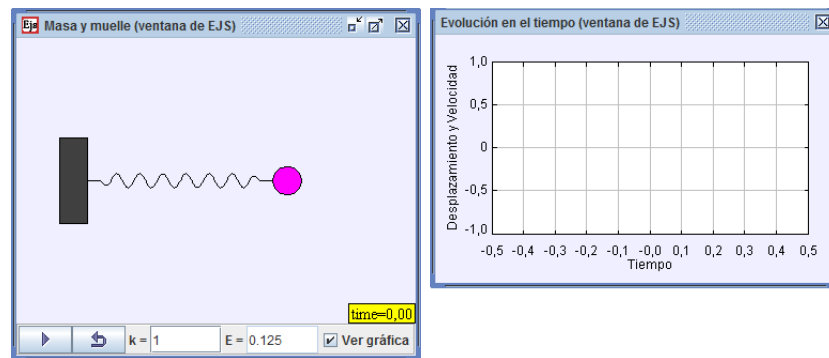 Ejs Masa y muelle (ventana de EJS)
time=0,00
k = 1 E = 0.125 Ver gráfica
Evolución en el tiempo (ventana de EJS)
Desplazamiento y Velocidad
1,0
0,5
0
-0,5
-1,0
-0,5 -0,4 -0,3 -0,2 -0,1 -0,0 0,1 0,2 0,3 0,4 0,5
Tiempo